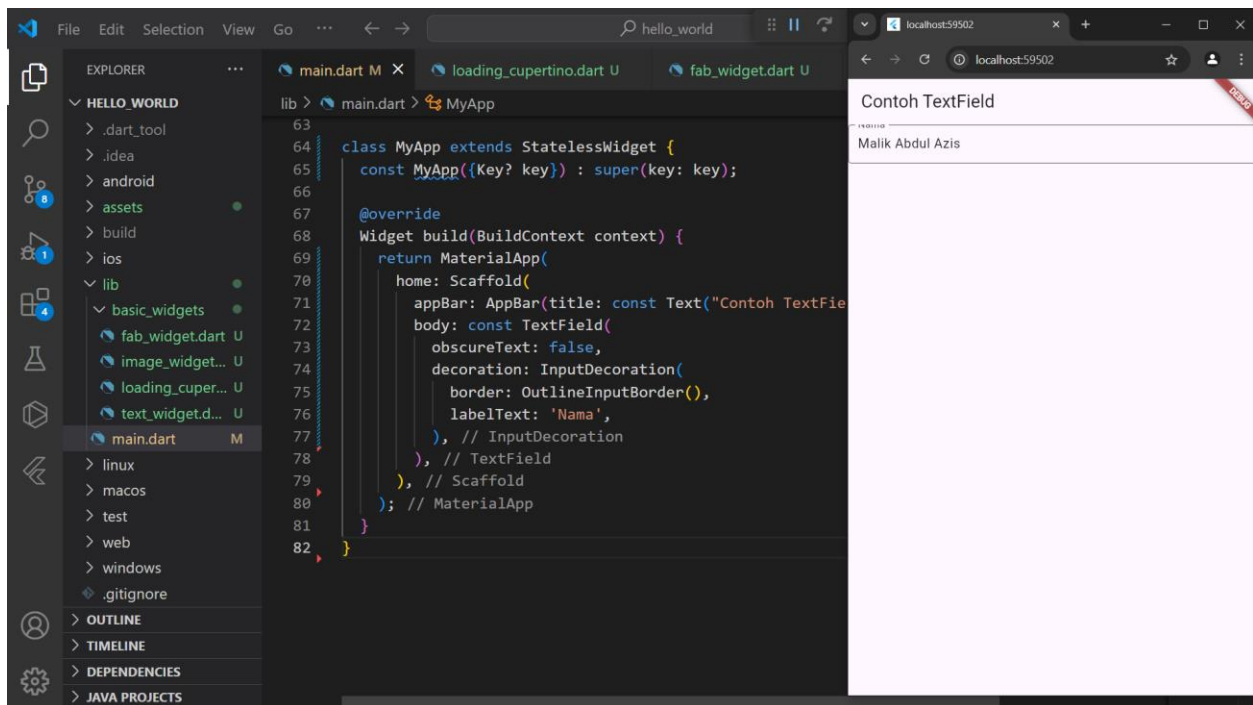 File Edit Selection View Go ··· ← → hello_world
EXPLORER ···
HELLO_WORLD
.dart_tool
.idea
android
assets
build
ios
lib
basic_widgets
fab_widget.dart U
image_widget... U
loading_cuper... U
text_widget.d... U
main.dart M
linux
macos
test
web
windows
.gitignore
OUTLINE
TIMELINE
DEPENDENCIES
JAVA PROJECTS
8
1
4
main.dart M × loading_cupertino.dart U fab_widget.dart U
lib > main.dart > MyApp
63
64 class MyApp extends StatelessWidget {
65 const MyApp({Key? key}) : super(key: key);
66
67 @override
68 Widget build(BuildContext context) {
69 return MaterialApp(
70 home: Scaffold(
71 appBar: AppBar(title: const Text("Contoh TextFie
72 body: const TextField(
73 obscureText: false,
74 decoration: InputDecoration(
75 border: OutlineInputBorder(),
76 labelText: 'Nama',
77 ), // InputDecoration
78 ), // TextField
79 ), // Scaffold
80 ); // MaterialApp
81 }
82 }
localhost:59502
localhost:59502
DEBUG
Contoh TextField
Nama
Malik Abdul Azis